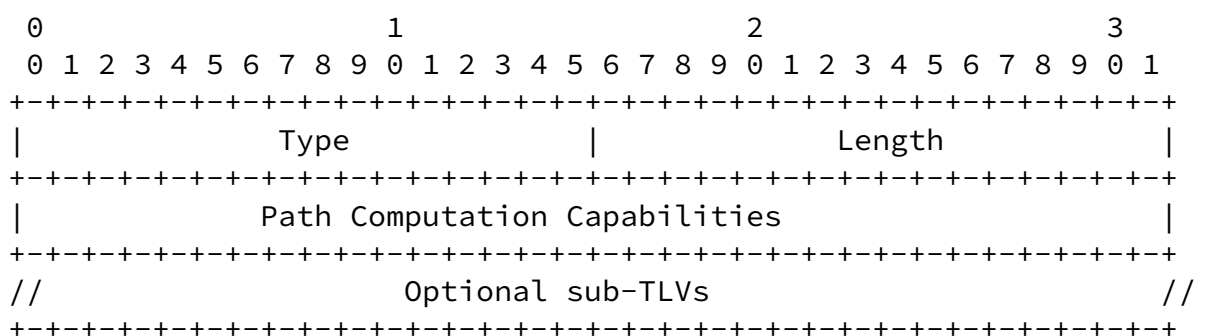 0                   1                   2                   3
 0 1 2 3 4 5 6 7 8 9 0 1 2 3 4 5 6 7 8 9 0 1 2 3 4 5 6 7 8 9 0 1
+-+-+-+-+-+-+-+-+-+-+-+-+-+-+-+-+-+-+-+-+-+-+-+-+-+-+-+-+-+-+-+-+
|              Type             |             Length            |
+-+-+-+-+-+-+-+-+-+-+-+-+-+-+-+-+-+-+-+-+-+-+-+-+-+-+-+-+-+-+-+-+
|             Path Computation Capabilities                     |
+-+-+-+-+-+-+-+-+-+-+-+-+-+-+-+-+-+-+-+-+-+-+-+-+-+-+-+-+-+-+-+-+
//                    Optional sub-TLVs                         //
+-+-+-+-+-+-+-+-+-+-+-+-+-+-+-+-+-+-+-+-+-+-+-+-+-+-+-+-+-+-+-+-+